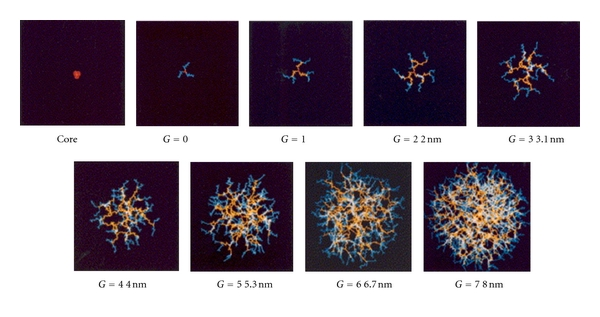 Core
G = 0
G = 1
G = 2 2 nm
G = 3 3.1 nm
G = 4 4 nm
G = 5 5.3 nm
G = 6 6.7 nm
G = 7 8 nm